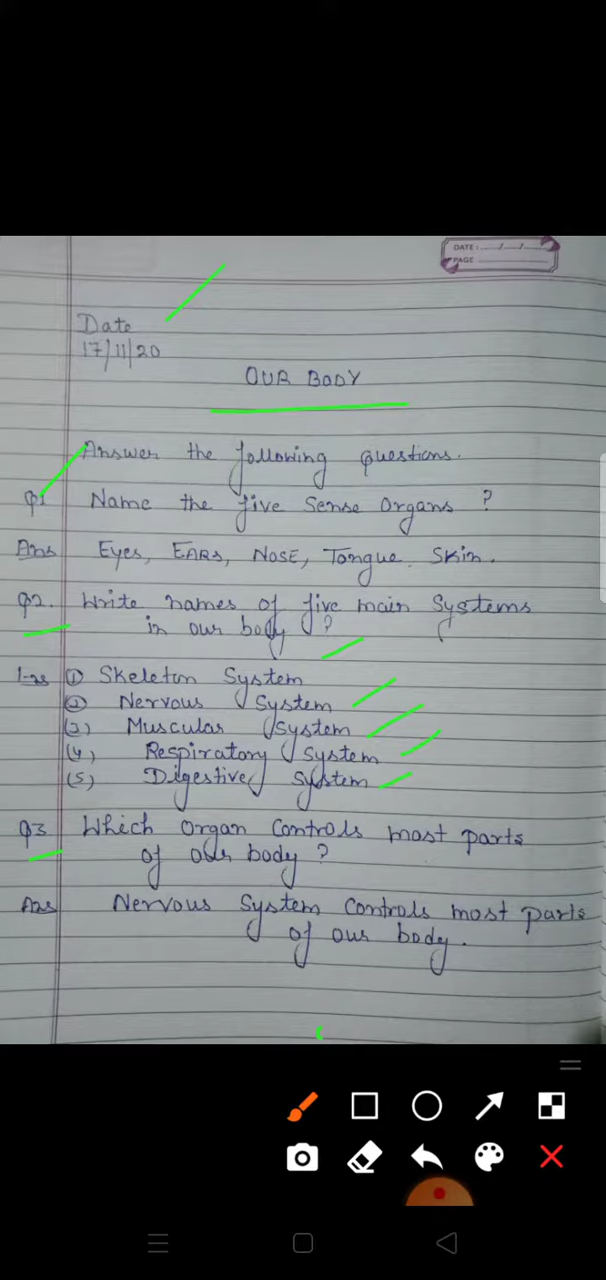 DATE: / /
PAGE
Date
17/11/20
OUR BODY
Answer the following questions.
Q1 Name the five Sense Organs ?
Ans Eyes, EARS, NOSE, Tongue. Skin.
Q2. Write names of five main Systems
in our body ?
Ans (1) Skeleton System
(2) Nervous System
(3) Muscular System
(4) Respiratory System
(5) Digestive System
Q3 Which Organ Controls most parts
of our body ?
Ans Nervous System Controls most parts
of our body.